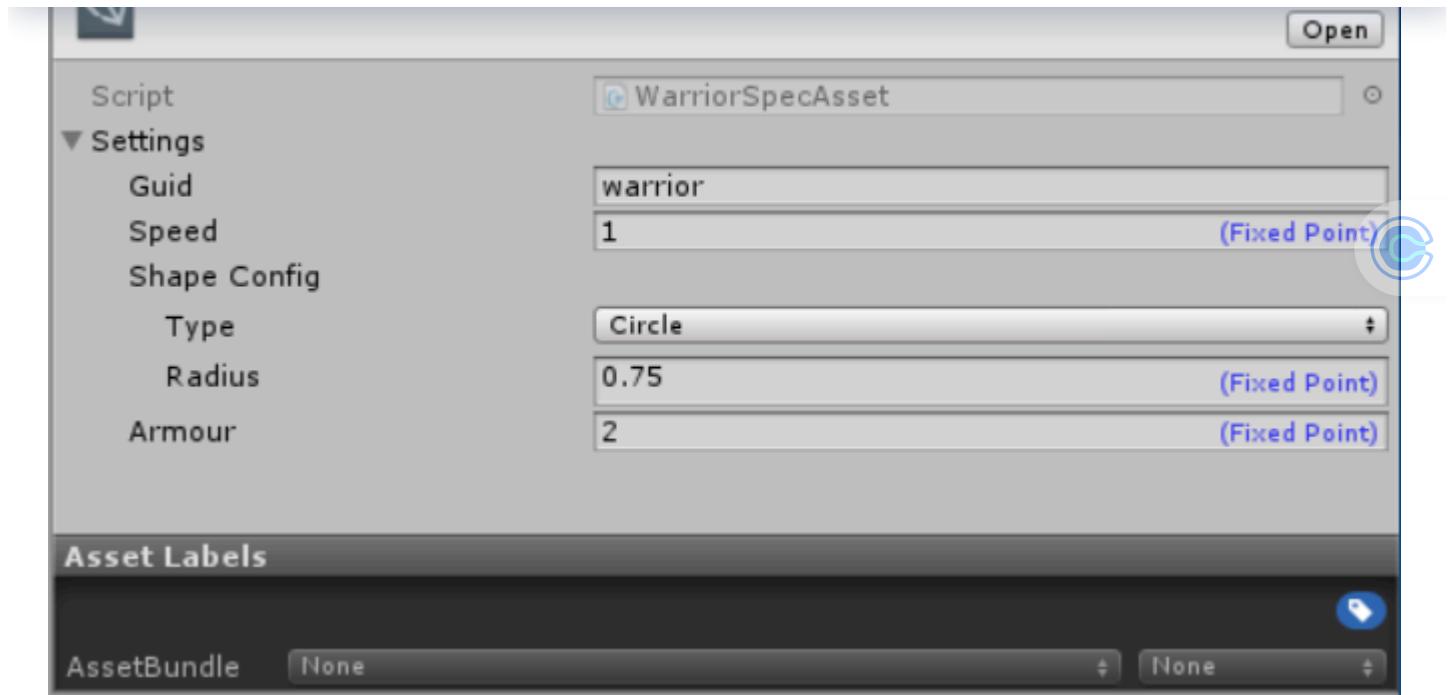 Open
Script WarriorSpecAsset
Settings
Guid warrior
Speed 1 (Fixed Point)
Shape Config
Type Circle
Radius 0.75 (Fixed Point)
Armour 2 (Fixed Point)
Asset Labels
AssetBundle None None